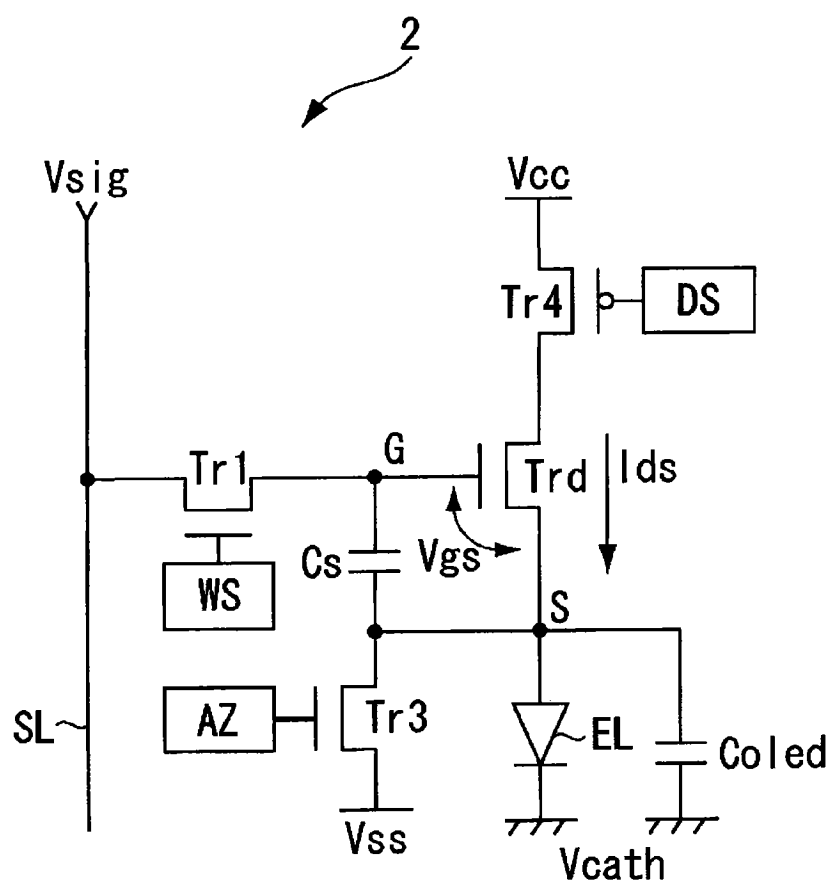 2
Vsig
Vcc
Tr4
DS
Tr1
G
Trd
Ids
Cs
Vgs
WS
S
SL
AZ
Tr3
EL
Coled
Vss
Vcath